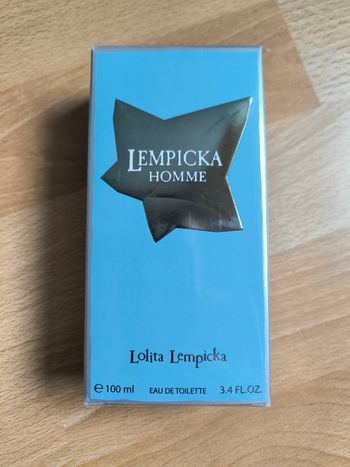 LEMPICKA
HOMME
Lolita Lempicka
℮ 100 ml EAU DE TOILETTE 3.4 FL.OZ.